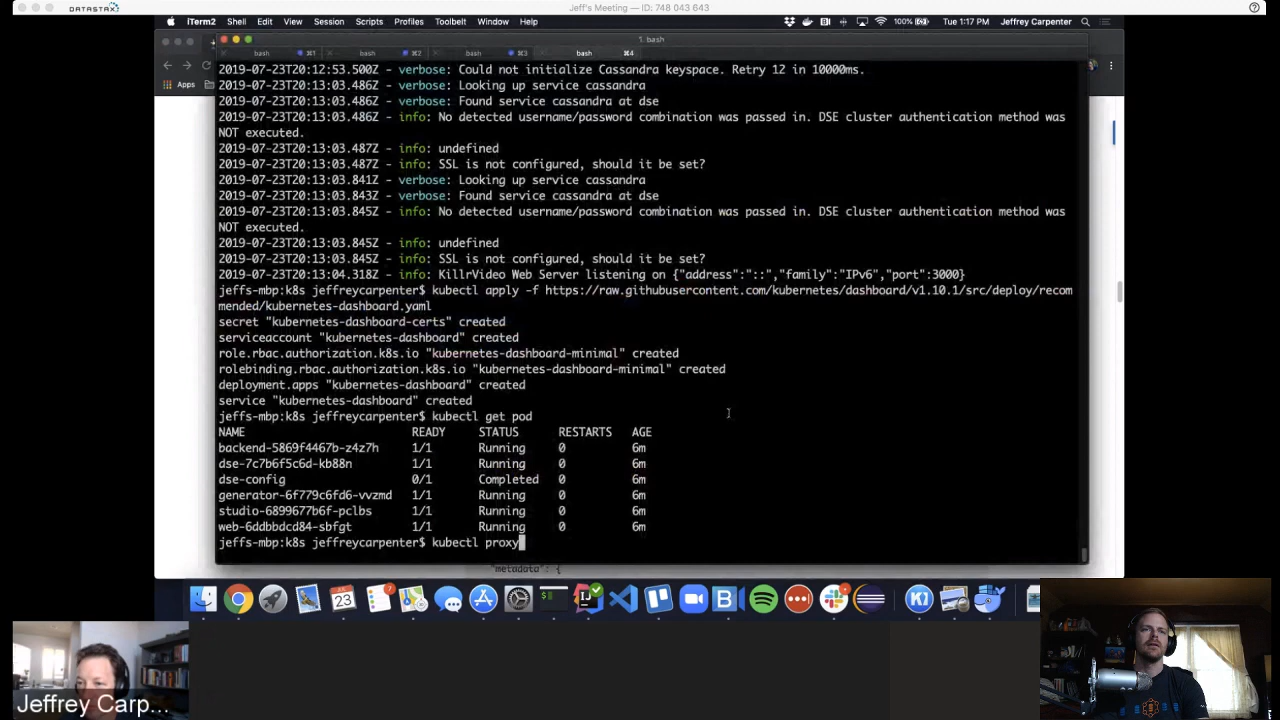 DATASTAX
Jeff's Meeting — ID: 748 043 643
iTerm2 Shell Edit View Session Scripts Profiles Toolbelt Window Help 100% Tue 1:17 PM Jeffrey Carpenter
1. bash
bash ⌘1 bash ⌘2 bash ⌘3 bash ⌘4
Apps
2019-07-23T20:12:53.500Z - verbose: Could not initialize Cassandra keyspace. Retry 12 in 10000ms.
2019-07-23T20:13:03.486Z - verbose: Looking up service cassandra
2019-07-23T20:13:03.486Z - verbose: Found service cassandra at dse
2019-07-23T20:13:03.486Z - info: No detected username/password combination was passed in. DSE cluster authentication method was
NOT executed.
2019-07-23T20:13:03.487Z - info: undefined
2019-07-23T20:13:03.487Z - info: SSL is not configured, should it be set?
2019-07-23T20:13:03.841Z - verbose: Looking up service cassandra
2019-07-23T20:13:03.843Z - verbose: Found service cassandra at dse
2019-07-23T20:13:03.845Z - info: No detected username/password combination was passed in. DSE cluster authentication method was
NOT executed.
2019-07-23T20:13:03.845Z - info: undefined
2019-07-23T20:13:03.845Z - info: SSL is not configured, should it be set?
2019-07-23T20:13:04.318Z - info: KillrVideo Web Server listening on {"address":"::","family":"IPv6","port":3000}
jeffs-mbp:k8s jeffreycarpenter$ kubectl apply -f https://raw.githubusercontent.com/kubernetes/dashboard/v1.10.1/src/deploy/recom
mended/kubernetes-dashboard.yaml
secret "kubernetes-dashboard-certs" created
serviceaccount "kubernetes-dashboard" created
role.rbac.authorization.k8s.io "kubernetes-dashboard-minimal" created
rolebinding.rbac.authorization.k8s.io "kubernetes-dashboard-minimal" created
deployment.apps "kubernetes-dashboard" created
service "kubernetes-dashboard" created
jeffs-mbp:k8s jeffreycarpenter$ kubectl get pod
NAME READY STATUS RESTARTS AGE
backend-5869f4467b-z4z7h 1/1 Running 0 6m
dse-7c7b6f5c6d-kb88n 1/1 Running 0 6m
dse-config 0/1 Completed 0 6m
generator-6f779c6fd6-vvzmd 1/1 Running 0 6m
studio-6899677b6f-pclbs 1/1 Running 0 6m
web-6ddbbdcd84-sbfgt 1/1 Running 0 6m
jeffs-mbp:k8s jeffreycarpenter$ kubectl proxy
"metadata": {
23
7
Jeffrey Carp...